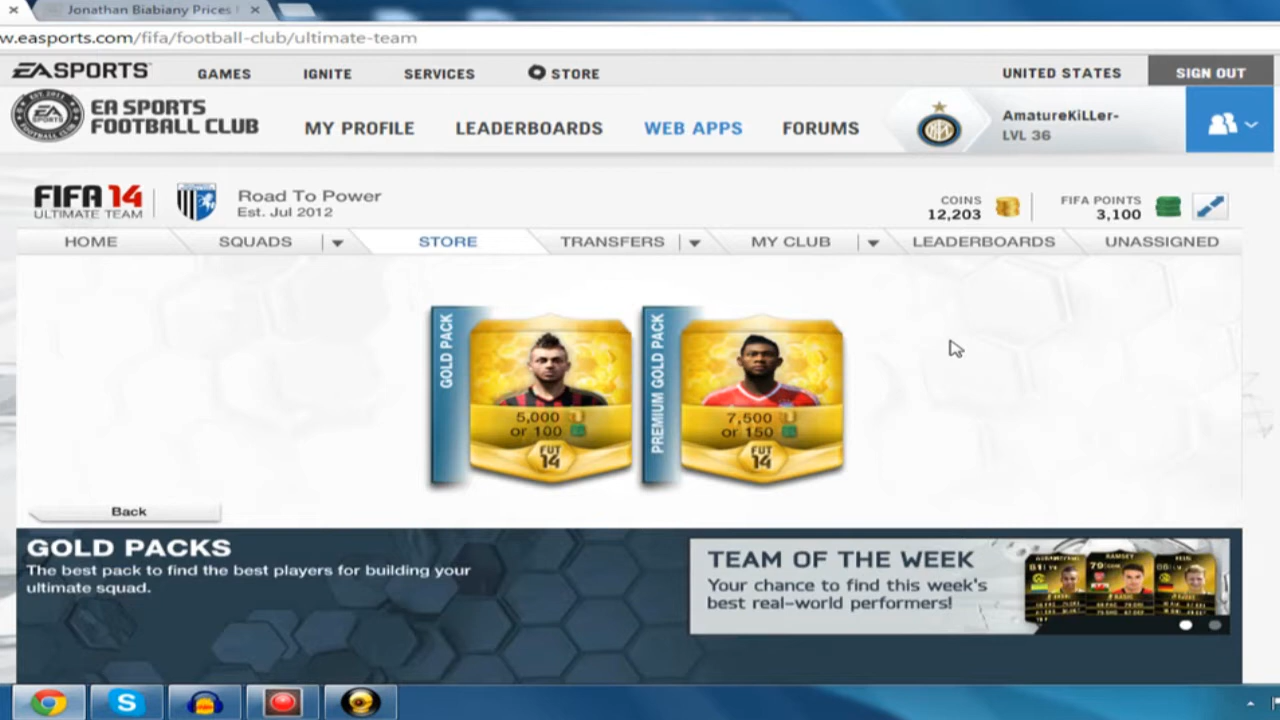 Jonathan Biabiany Prices
w.easports.com/fifa/football-club/ultimate-team
EA SPORTS
GAMES
IGNITE
SERVICES
STORE
UNITED STATES
SIGN OUT
EA SPORTS
FOOTBALL CLUB
MY PROFILE
LEADERBOARDS
WEB APPS
FORUMS
AmatureKiLLer-
LVL 36
FIFA 14
ULTIMATE TEAM
Road To Power
Est. Jul 2012
COINS
12,203
FIFA POINTS
3,100
HOME
SQUADS
STORE
TRANSFERS
MY CLUB
LEADERBOARDS
UNASSIGNED
GOLD PACK
5,000
or 100
FUT
14
PREMIUM GOLD PACK
7,500
or 150
FUT
14
Back
GOLD PACKS
The best pack to find the best players for building your
ultimate squad.
TEAM OF THE WEEK
Your chance to find this week's
best real-world performers!
RAMSEY
79